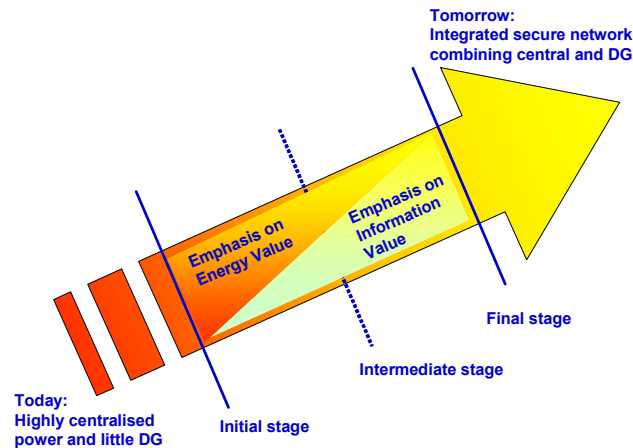 Tomorrow:
Integrated secure network
combining central and DG
Emphasis on
Energy Value
Emphasis on
Information
Value
Final stage
Intermediate stage
Initial stage
Today:
Highly centralised
power and little DG